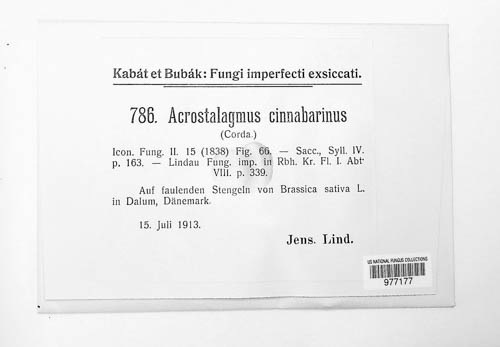 Kabát et Bubák: Fungi imperfecti exsiccati.
786. Acrostalagmus cinnabarinus
(Corda.)
Icon. Fung. II. 15 (1838) Fig. 66. — Sacc., Syll. IV.
p. 163. — Lindau Fung. imp. in Rbh. Kr. Fl. I. Abt·
VIII. p. 339.
Auf faulenden Stengeln von Brassica sativa L.
in Dalum, Dänemark.
15. Juli 1913.
Jens. Lind.
US NATIONAL FUNGUS COLLECTIONS
977177